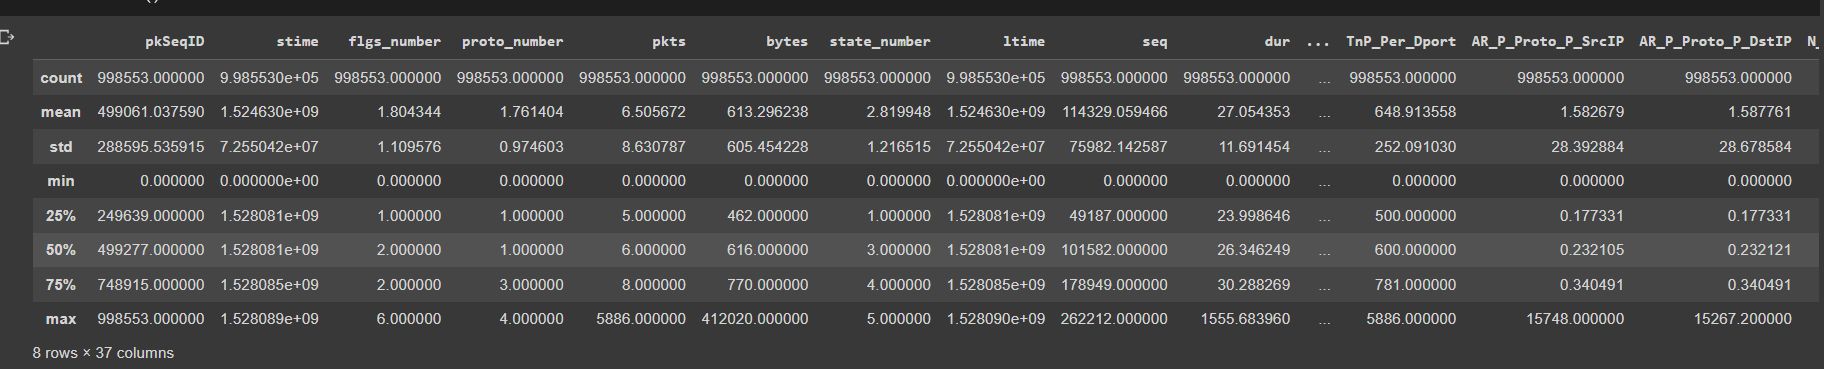 ()
pkSeqID stime flgs_number proto_number pkts bytes state_number ltime seq dur ... TnP_Per_Dport AR_P_Proto_P_SrcIP AR_P_Proto_P_DstIP N_
count 998553.000000 9.985530e+05 998553.000000 998553.000000 998553.000000 998553.000000 998553.000000 9.985530e+05 998553.000000 998553.000000 ... 998553.000000 998553.000000 998553.000000
mean 499061.037590 1.524630e+09 1.804344 1.761404 6.505672 613.296238 2.819948 1.524630e+09 114329.059466 27.054353 ... 648.913558 1.582679 1.587761
std 288595.535915 7.255042e+07 1.109576 0.974603 8.630787 605.454228 1.216515 7.255042e+07 75982.142587 11.691454 ... 252.091030 28.392884 28.678584
min 0.000000 0.000000e+00 0.000000 0.000000 0.000000 0.000000 0.000000 0.000000e+00 0.000000 0.000000 ... 0.000000 0.000000 0.000000
25% 249639.000000 1.528081e+09 1.000000 1.000000 5.000000 462.000000 1.000000 1.528081e+09 49187.000000 23.998646 ... 500.000000 0.177331 0.177331
50% 499277.000000 1.528081e+09 2.000000 1.000000 6.000000 616.000000 3.000000 1.528081e+09 101582.000000 26.346249 ... 600.000000 0.232105 0.232121
75% 748915.000000 1.528085e+09 2.000000 3.000000 8.000000 770.000000 4.000000 1.528085e+09 178949.000000 30.288269 ... 781.000000 0.340491 0.340491
max 998553.000000 1.528089e+09 6.000000 4.000000 5886.000000 412020.000000 5.000000 1.528090e+09 262212.000000 1555.683960 ... 5886.000000 15748.000000 15267.200000
8 rows × 37 columns